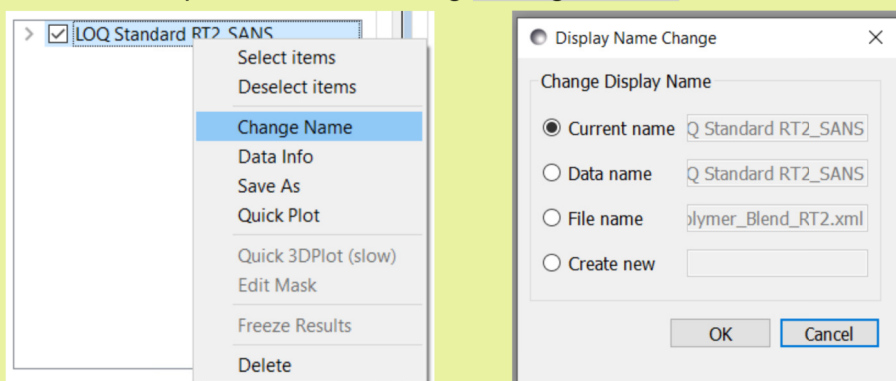 LOQ Standard RT2_SANS
Select items
Deselect items
Change Name
Data Info
Save As
Quick Plot
Quick 3DPlot (slow)
Edit Mask
Freeze Results
Delete
Display Name Change
Change Display Name
Current name Q Standard RT2_SANS
Data name Q Standard RT2_SANS
File name olymer_Blend_RT2.xml
Create new
OK Cancel